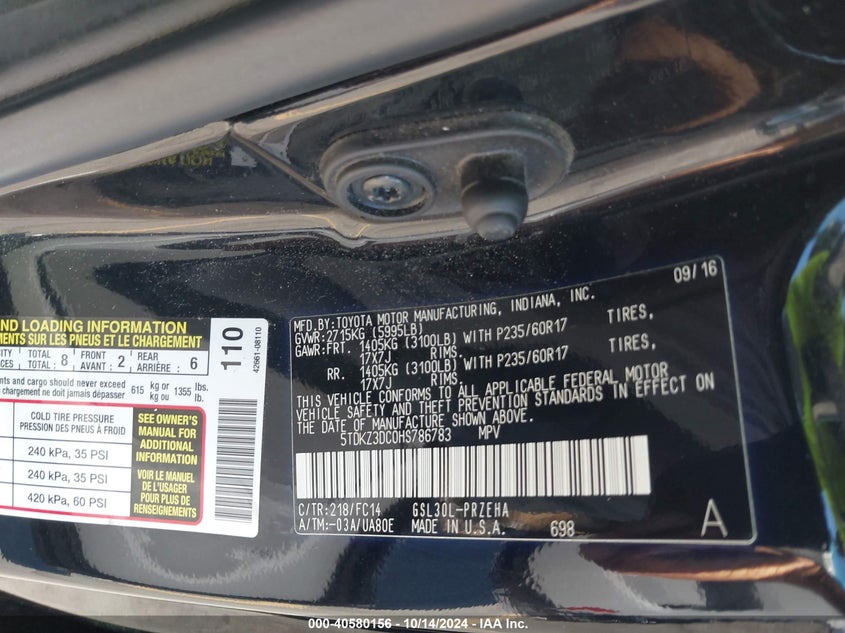 09/16
MFD.BY:TOYOTA MOTOR MANUFACTURING, INDIANA, INC.
GVWR: 2715KG (5995LB)
GAWR:FRT. 1405KG (3100LB) WITH P235/60R17 TIRES,
17X7J RIMS.
RR. 1405KG (3100LB) WITH P235/60R17 TIRES,
17X7J RIMS.
THIS VEHICLE CONFORMS TO ALL APPLICABLE FEDERAL MOTOR
VEHICLE SAFETY AND THEFT PREVENTION STANDARDS IN EFFECT ON
THE DATE OF MANUFACTURE SHOWN ABOVE.
5TDKZ3DC0HS786783 MPV
C/TR:218/FC14 GSL30L-PRZEHA
A/TM:-03A/UA80E MADE IN U.S.A. 698 A
ND LOADING INFORMATION
EMENTS SUR LES PNEUS ET LE CHARGEMENT
TOTAL 8 FRONT 2 REAR 6
TOTAL : AVANT : ARRIÈRE :
nts and cargo should never exceed 615 kg or 1355 lbs.
chargement ne doit jamais dépasser kg ou lb.
COLD TIRE PRESSURE
PRESSION DES PNEUS À FROID
240 kPa, 35 PSI
240 kPa, 35 PSI
420 kPa, 60 PSI
SEE OWNER'S
MANUAL FOR
ADDITIONAL
INFORMATION
VOIR LE MANUEL
DE L'USAGER
POUR PLUS DE
RENSEIGNEMENTS
110
42661-08110
000-40580156 - 10/14/2024 - IAA Inc.